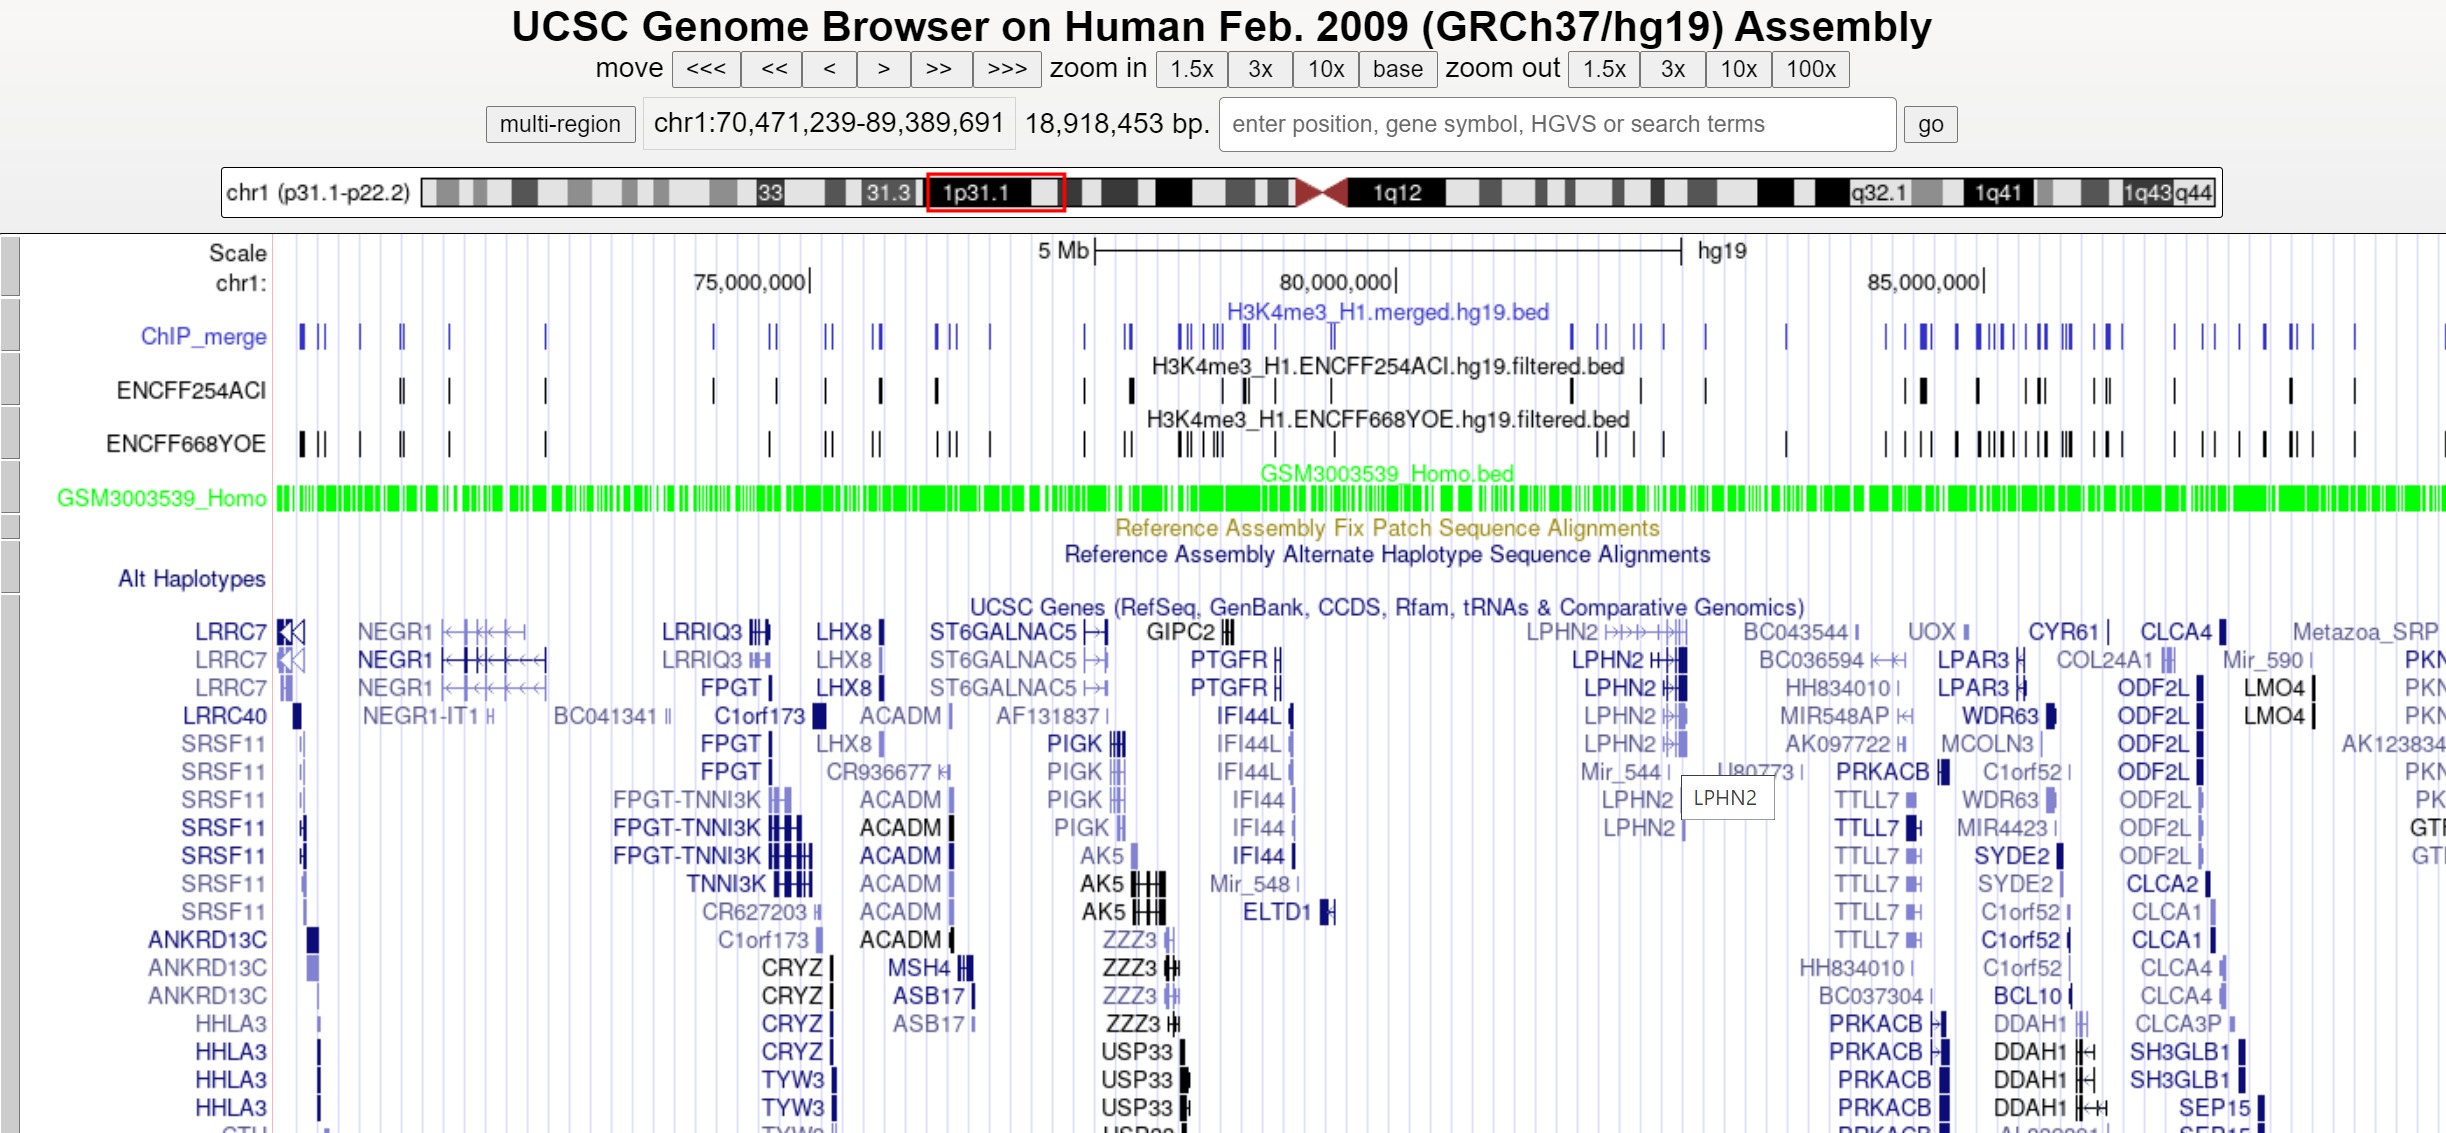 UCSC Genome Browser on Human Feb. 2009 (GRCh37/hg19) Assembly
move <<< << < > >> >>> zoom in 1.5x 3x 10x base zoom out 1.5x 3x 10x 100x
multi-region chr1:70,471,239-89,389,691 18,918,453 bp. enter position, gene symbol, HGVS or search terms go
chr1 (p31.1-p22.2) 33 31.3 1p31.1 1q12 q32.1 1q41 1q43 q44
Scale 5 Mb hg19
chr1: 75,000,000 80,000,000 85,000,000
H3K4me3_H1.merged.hg19.bed
ChIP_merge
H3K4me3_H1.ENCFF254ACI.hg19.filtered.bed
ENCFF254ACI
H3K4me3_H1.ENCFF668YOE.hg19.filtered.bed
ENCFF668YOE
GSM3003539_Homo.bed
GSM3003539_Homo
Reference Assembly Fix Patch Sequence Alignments
Reference Assembly Alternate Haplotype Sequence Alignments
Alt Haplotypes
UCSC Genes (RefSeq, GenBank, CCDS, Rfam, tRNAs & Comparative Genomics)
LRRC7 NEGR1 LRRIQ3 LHX8 ST6GALNAC5 GIPC2 LPHN2 BC043544 UOX CYR61 CLCA4 Metazoa_SRP
LRRC7 NEGR1 LRRIQ3 LHX8 ST6GALNAC5 PTGFR LPHN2 BC036594 LPAR3 COL24A1 Mir_590 PKN
LRRC7 NEGR1 FPGT LHX8 ST6GALNAC5 PTGFR LPHN2 HH834010 LPAR3 ODF2L LMO4 PKN
LRRC40 NEGR1-IT1 BC041341 C1orf173 ACADM AF131837 IFI44L LPHN2 MIR548AP WDR63 ODF2L LMO4 PKN
SRSF11 FPGT LHX8 PIGK IFI44L LPHN2 AK097722 MCOLN3 ODF2L AK123834
SRSF11 FPGT CR936677 PIGK IFI44L Mir_544 U80773 PRKACB C1orf52 ODF2L PKN
SRSF11 FPGT-TNNI3K ACADM PIGK IFI44 LPHN2 LPHN2 TTLL7 WDR63 ODF2L PK
SRSF11 FPGT-TNNI3K ACADM PIGK IFI44 LPHN2 TTLL7 MIR4423 ODF2L GT
SRSF11 FPGT-TNNI3K ACADM AK5 IFI44 TTLL7 SYDE2 ODF2L GT
SRSF11 TNNI3K ACADM AK5 Mir_548 TTLL7 SYDE2 CLCA2
SRSF11 CR627203 ACADM AK5 ELTD1 TTLL7 C1orf52 CLCA1
ANKRD13C C1orf173 ACADM ZZZ3 TTLL7 C1orf52 CLCA1
ANKRD13C CRYZ MSH4 ZZZ3 HH834010 C1orf52 CLCA4
ANKRD13C CRYZ ASB17 ZZZ3 BC037304 BCL10 CLCA4
HHLA3 CRYZ ASB17 ZZZ3 PRKACB DDAH1 CLCA3P
HHLA3 CRYZ USP33 PRKACB DDAH1 SH3GLB1
HHLA3 TYW3 USP33 PRKACB DDAH1 SH3GLB1
HHLA3 TYW3 USP33 PRKACB DDAH1 SEP15